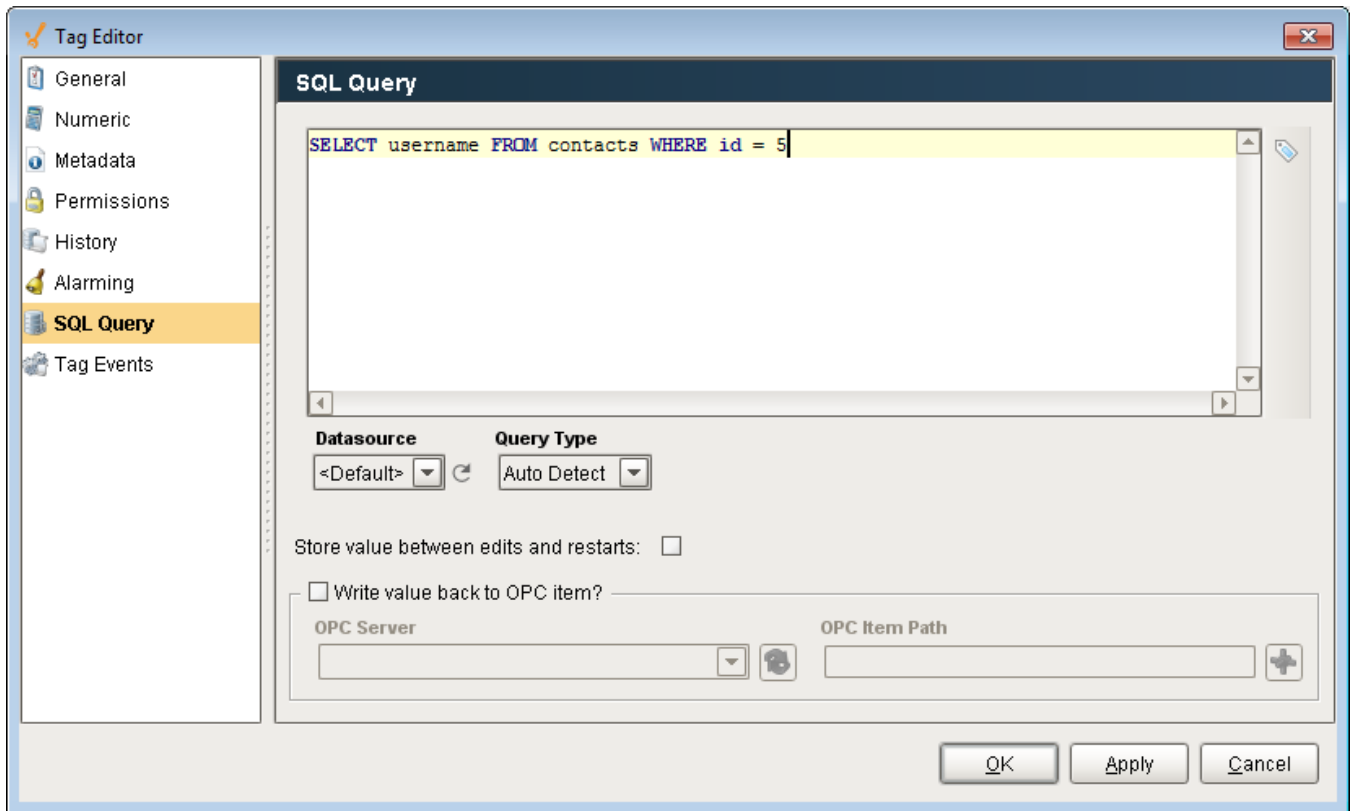 Tag Editor
General
Numeric
Metadata
Permissions
History
Alarming
SQL Query
Tag Events
SQL Query
SELECT username FROM contacts WHERE id = 5
Datasource Query Type
<Default> Auto Detect
Store value between edits and restarts:
Write value back to OPC item?
OPC Server OPC Item Path
OK Apply Cancel